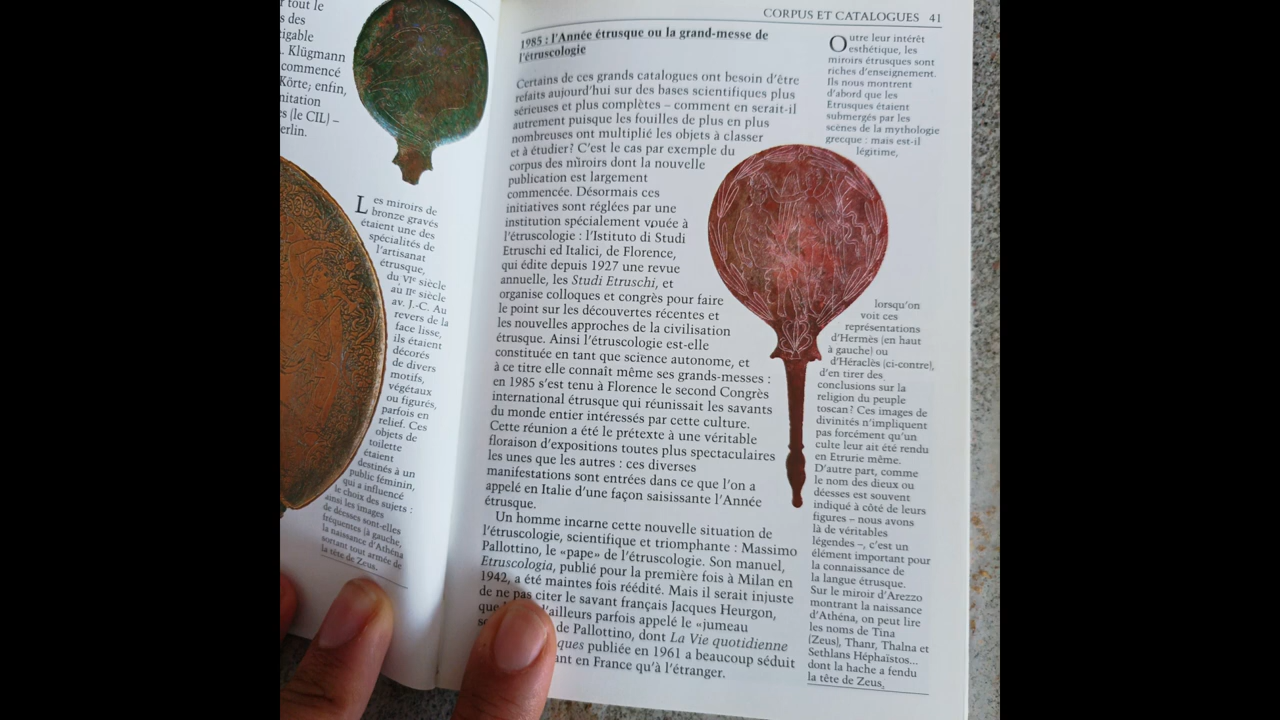 r tout le
s des
tigable
. Klügmann
commencé
Körte; enfin,
nitation
es (le CIL) –
erlin.
Les miroirs de
bronze gravés
étaient une des
spécialités de
l'artisanat
étrusque,
du VIe siècle
au IIe siècle
av. J.-C. Au
revers de la
face lisse,
ils étaient
décorés
de divers
motifs,
végétaux
ou figurés,
parfois en
relief. Ces
objets de
toilette
étaient
destinés à un
public féminin,
qui a influencé
le choix des sujets :
ainsi les images
de déesses sont-elles
fréquentes (à gauche,
la naissance d'Athéna
sortant tout armée de
la tête de Zeus.
CORPUS ET CATALOGUES 41
1985 : l'Année étrusque ou la grand-messe de
l'étruscologie
Certains de ces grands catalogues ont besoin d'être
refaits aujourd'hui sur des bases scientifiques plus
sérieuses et plus complètes – comment en serait-il
autrement puisque les fouilles de plus en plus
nombreuses ont multiplié les objets à classer
et à étudier? C'est le cas par exemple du
corpus des miroirs dont la nouvelle
publication est largement
commencée. Désormais ces
initiatives sont réglées par une
institution spécialement vouée à
l'étruscologie : l'Istituto di Studi
Etruschi ed Italici, de Florence,
qui édite depuis 1927 une revue
annuelle, les Studi Etruschi, et
organise colloques et congrès pour faire
le point sur les découvertes récentes et
les nouvelles approches de la civilisation
étrusque. Ainsi l'étruscologie est-elle
constituée en tant que science autonome, et
à ce titre elle connaît même ses grands-messes :
en 1985 s'est tenu à Florence le second Congrès
international étrusque qui réunissait les savants
du monde entier intéressés par cette culture.
Cette réunion a été le prétexte à une véritable
floraison d'expositions toutes plus spectaculaires
les unes que les autres : ces diverses
manifestations sont entrées dans ce que l'on a
appelé en Italie d'une façon saisissante l'Année
étrusque.
Un homme incarne cette nouvelle situation de
l'étruscologie, scientifique et triomphante : Massimo
Pallottino, le «pape» de l'étruscologie. Son manuel,
Etruscologia, publié pour la première fois à Milan en
1942, a été maintes fois réédité. Mais il serait injuste
de ne pas citer le savant français Jacques Heurgon,
que d'ailleurs parfois appelé le «jumeau
de Pallottino, dont La Vie quotidienne
ques publiée en 1961 a beaucoup séduit
ant en France qu'à l'étranger.
Outre leur intérêt
esthétique, les
miroirs étrusques sont
riches d'enseignement.
Ils nous montrent
d'abord que les
Etrusques étaient
submergés par les
scènes de la mythologie
grecque : mais est-il
légitime,
lorsqu'on
voit ces
représentations
d'Hermès (en haut
à gauche) ou
d'Héraclès (ci-contre),
d'en tirer des
conclusions sur la
religion du peuple
toscan? Ces images de
divinités n'impliquent
pas forcément qu'un
culte leur ait été rendu
en Etrurie même.
D'autre part, comme
le nom des dieux ou
déesses est souvent
indiqué à côté de leurs
figures – nous avons
là de véritables
légendes –, c'est un
élément important pour
la connaissance de
la langue étrusque.
Sur le miroir d'Arezzo
montrant la naissance
d'Athéna, on peut lire
les noms de Tina
(Zeus), Thanr, Thalna et
Sethlans Héphaïstos...
dont la hache a fendu
la tête de Zeus.